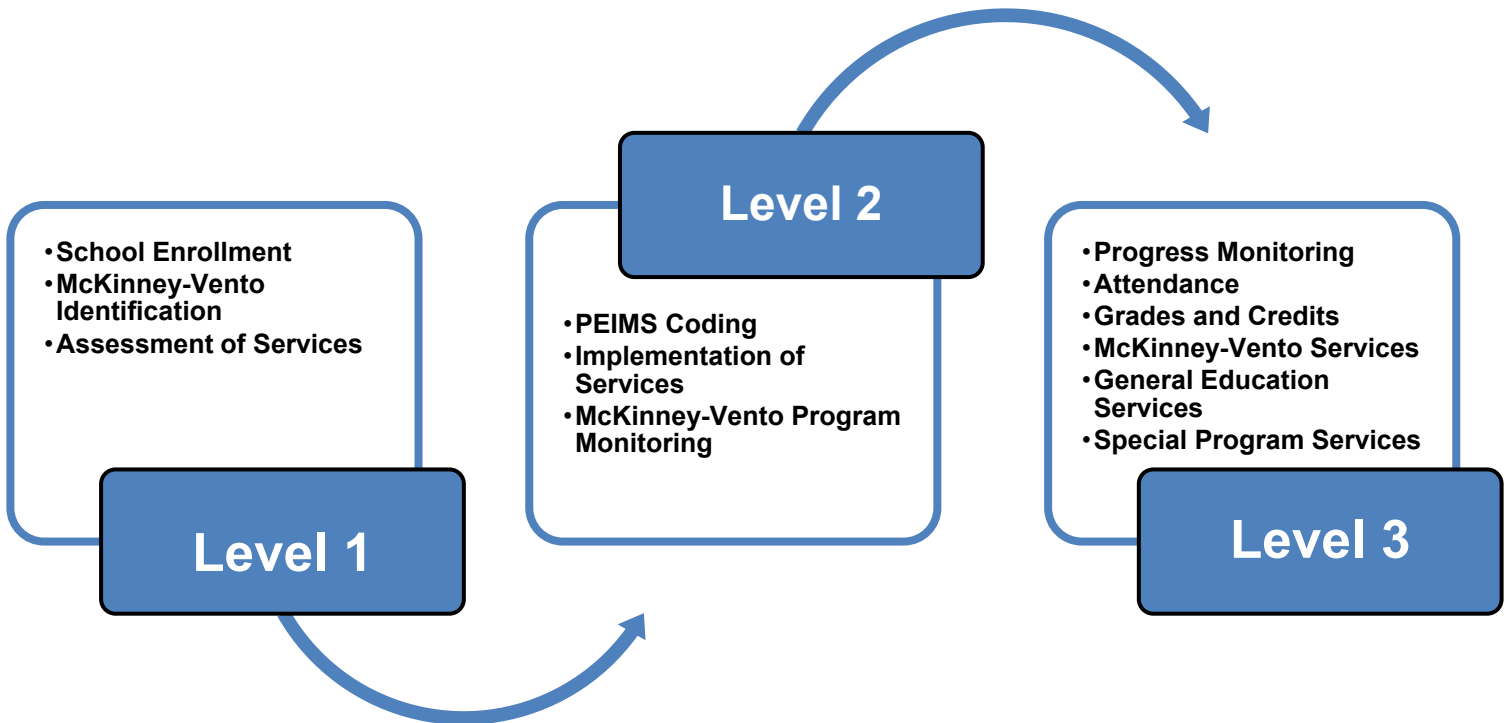 •School Enrollment
•McKinney-Vento
Identification
•Assessment of Services
Level 1
Level 2
•PEIMS Coding
•Implementation of
Services
•McKinney-Vento Program
Monitoring
•Progress Monitoring
•Attendance
•Grades and Credits
•McKinney-Vento Services
•General Education
Services
•Special Program Services
Level 3